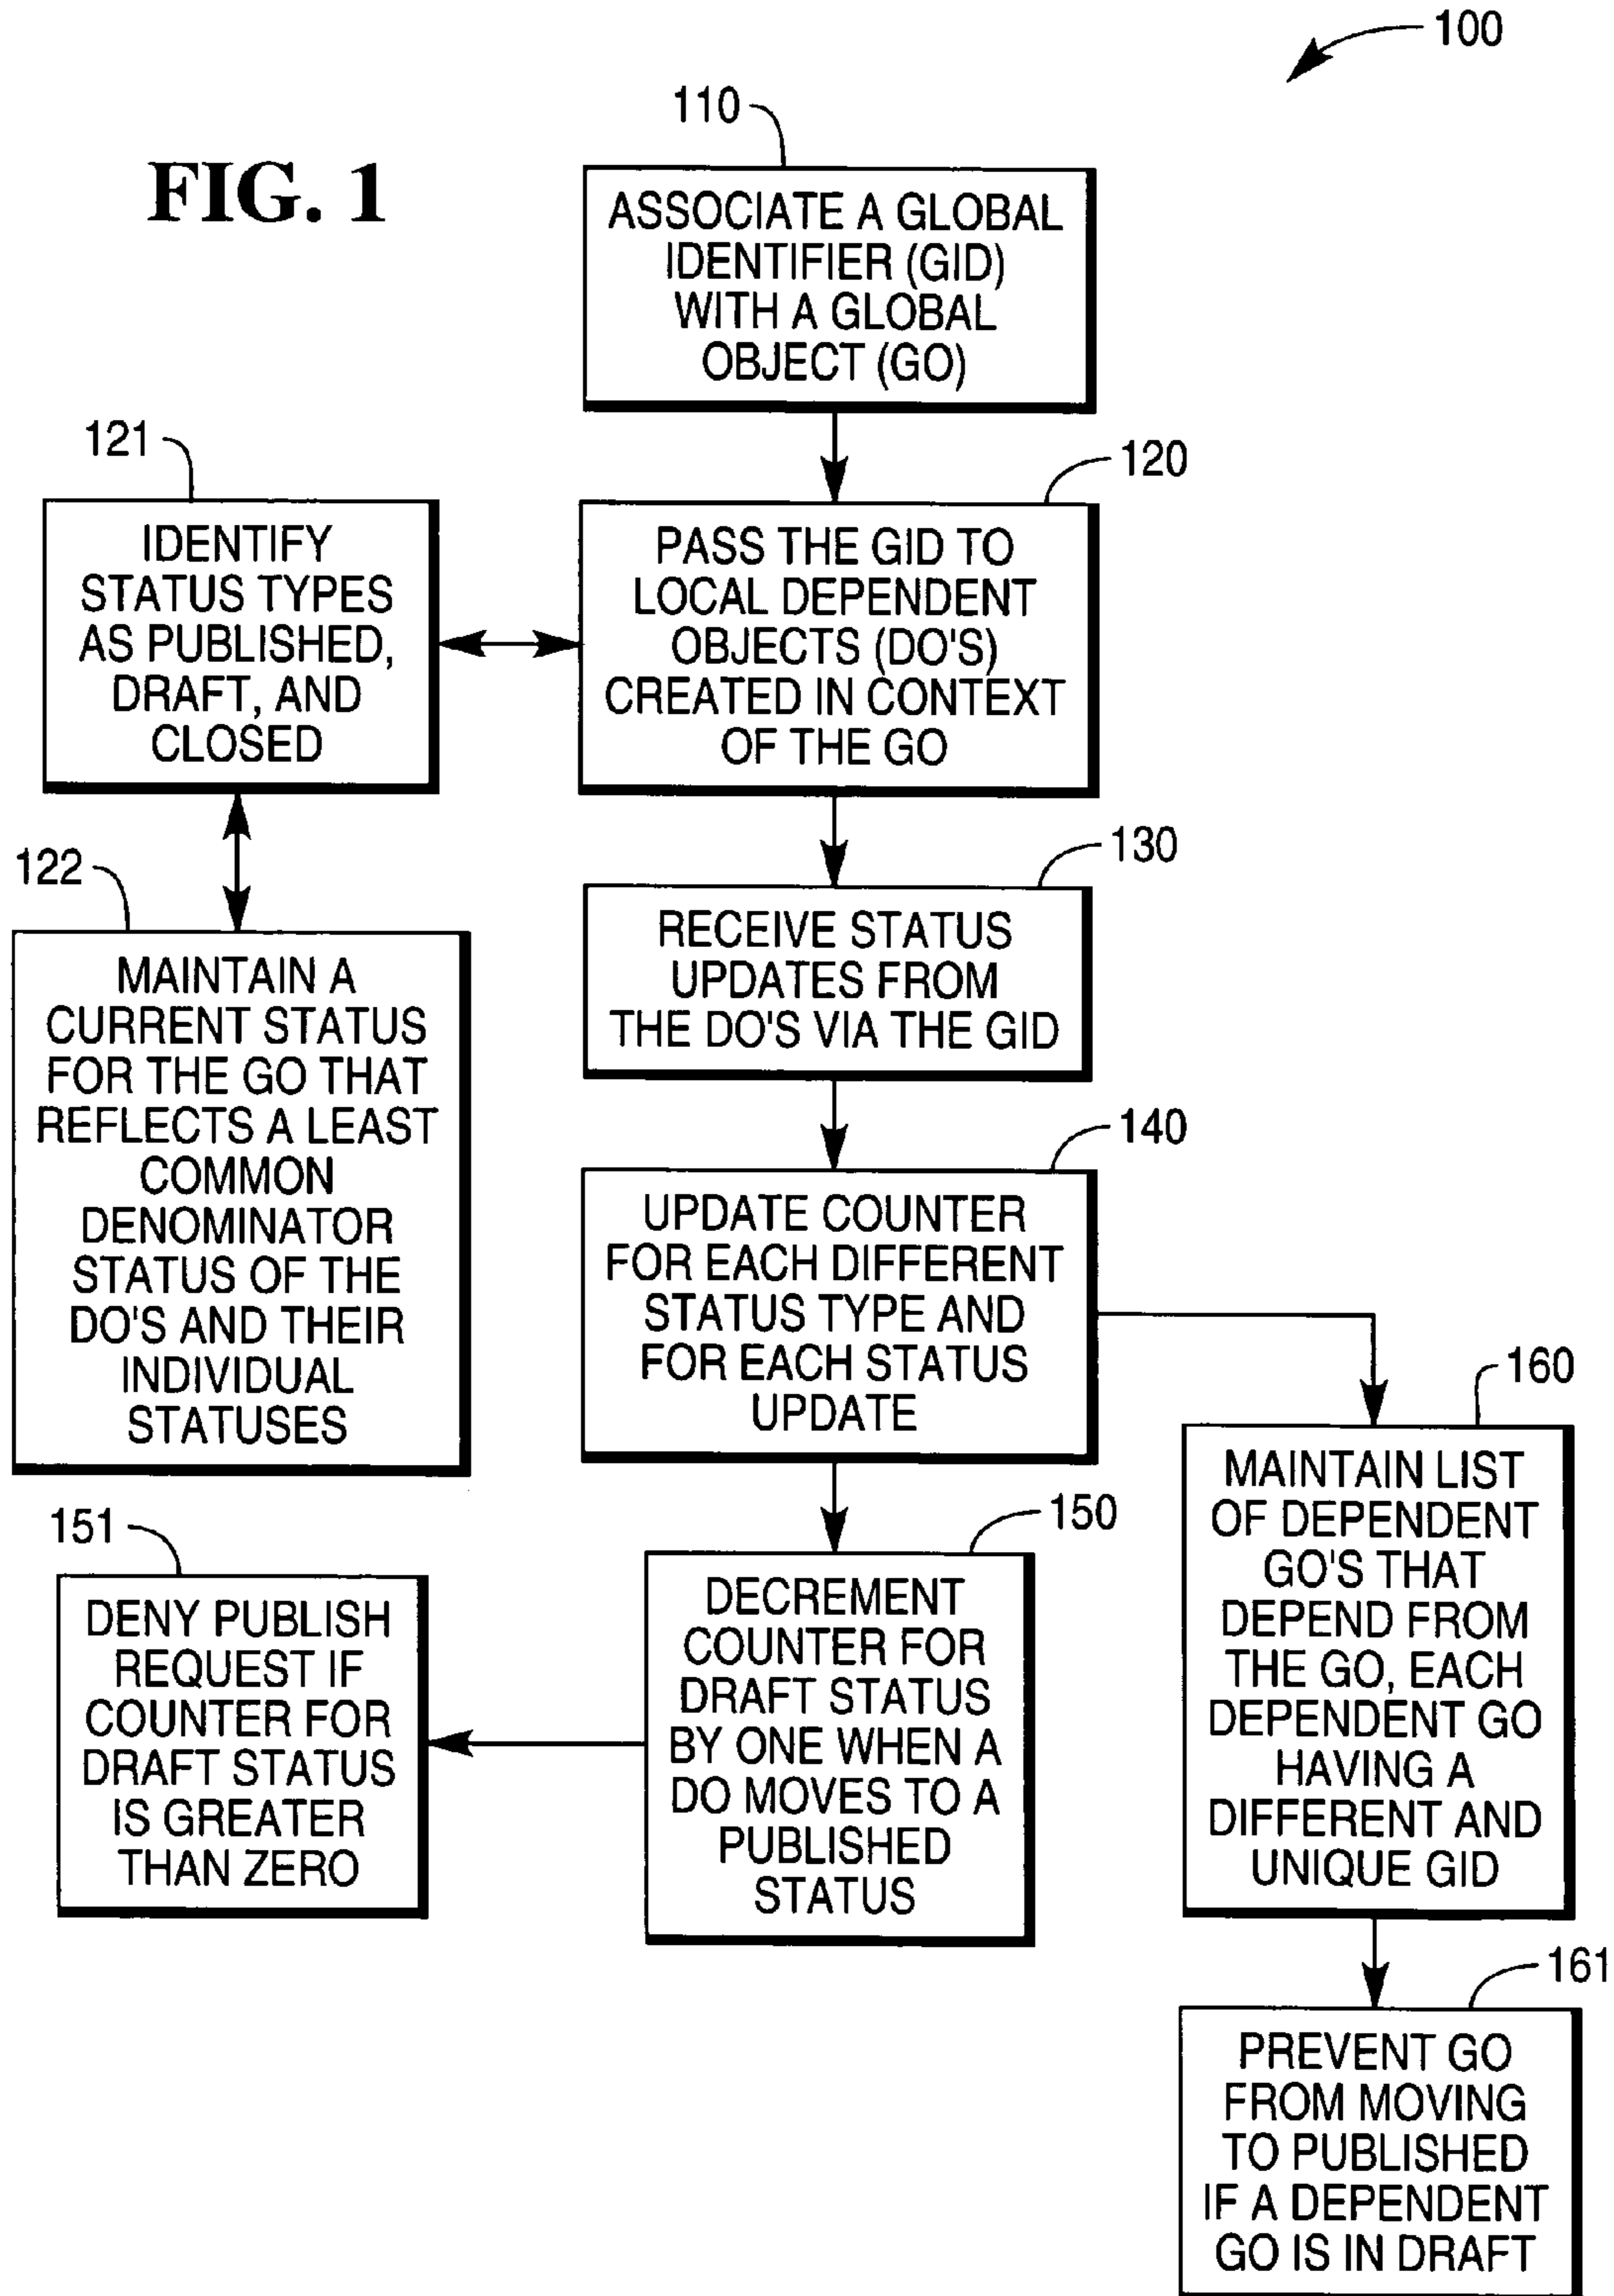 100
110
FIG. 1
ASSOCIATE A GLOBAL
IDENTIFIER (GID)
WITH A GLOBAL
OBJECT (GO)
121
120
IDENTIFY
STATUS TYPES
AS PUBLISHED,
DRAFT, AND
CLOSED
PASS THE GID TO
LOCAL DEPENDENT
OBJECTS (DO'S)
CREATED IN CONTEXT
OF THE GO
122
130
MAINTAIN A
CURRENT STATUS
FOR THE GO THAT
REFLECTS A LEAST
COMMON
DENOMINATOR
STATUS OF THE
DO'S AND THEIR
INDIVIDUAL
STATUSES
RECEIVE STATUS
UPDATES FROM
THE DO'S VIA THE GID
140
UPDATE COUNTER
FOR EACH DIFFERENT
STATUS TYPE AND
FOR EACH STATUS
UPDATE
160
MAINTAIN LIST
OF DEPENDENT
GO'S THAT
DEPEND FROM
THE GO, EACH
DEPENDENT GO
HAVING A
DIFFERENT AND
UNIQUE GID
151
150
DENY PUBLISH
REQUEST IF
COUNTER FOR
DRAFT STATUS
IS GREATER
THAN ZERO
DECREMENT
COUNTER FOR
DRAFT STATUS
BY ONE WHEN A
DO MOVES TO A
PUBLISHED
STATUS
161
PREVENT GO
FROM MOVING
TO PUBLISHED
IF A DEPENDENT
GO IS IN DRAFT